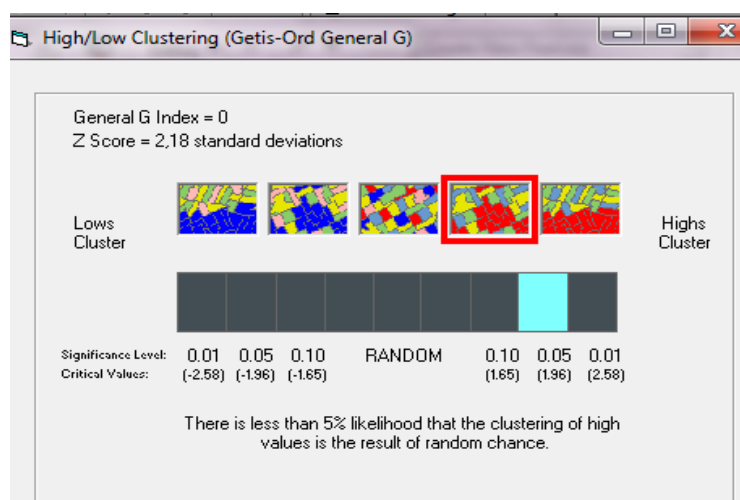 High/Low Clustering (Getis-Ord General G)
General G Index = 0
Z Score = 2,18 standard deviations
Lows
Cluster
Highs
Cluster
Significance Level: 0.01 0.05 0.10 RANDOM 0.10 0.05 0.01
Critical Values: (-2.58) (-1.96) (-1.65) (1.65) (1.96) (2.58)
There is less than 5% likelihood that the clustering of high
values is the result of random chance.